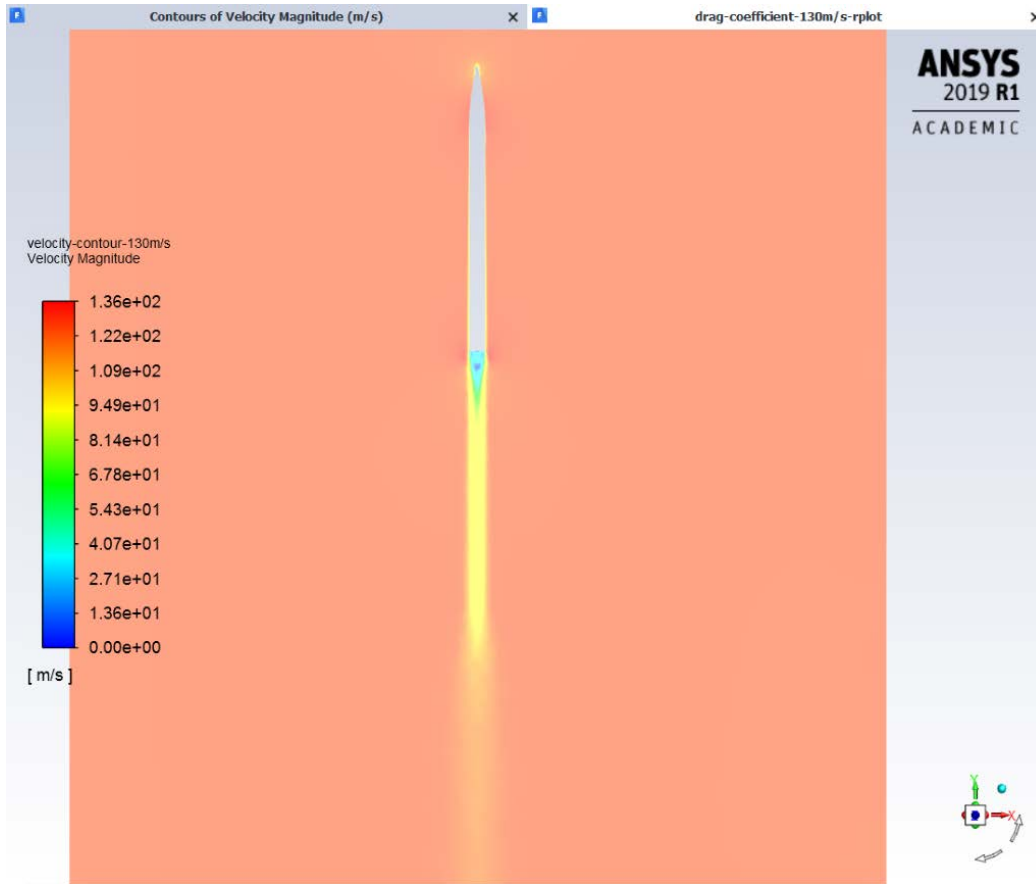 Contours of Velocity Magnitude (m/s)
drag-coefficient-130m/s-rplot
ANSYS
2019 R1
ACADEMIC
velocity-contour-130m/s
Velocity Magnitude
1.36e+02
1.22e+02
1.09e+02
9.49e+01
8.14e+01
6.78e+01
5.43e+01
4.07e+01
2.71e+01
1.36e+01
0.00e+00
[ m/s ]
Y
X